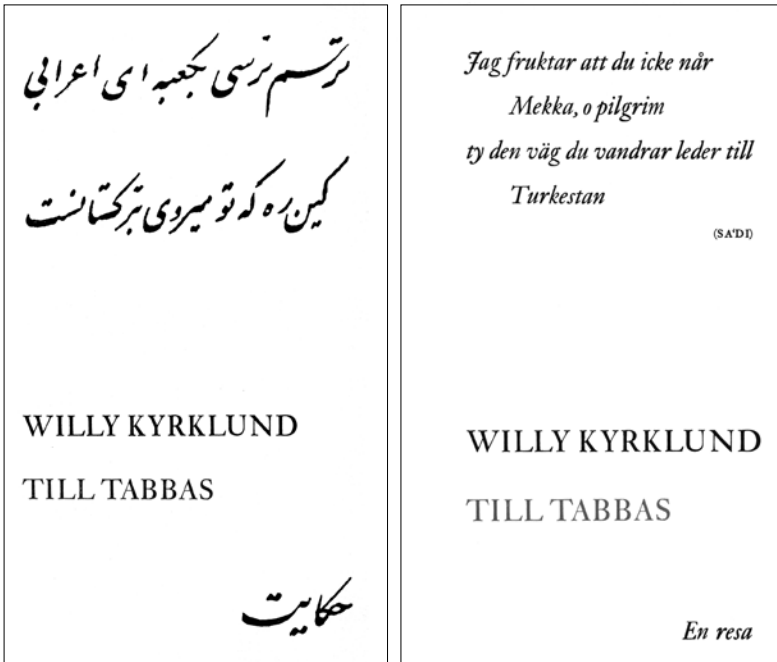 ترسم نرسی بکعبه ای اعرابی
کین ره که تو میروی بترکستانست
WILLY KYRKLUND
TILL TABBAS
حکایت
Jag fruktar att du icke når
Mekka, o pilgrim
ty den väg du vandrar leder till
Turkestan
(SA'DI)
WILLY KYRKLUND
TILL TABBAS
En resa